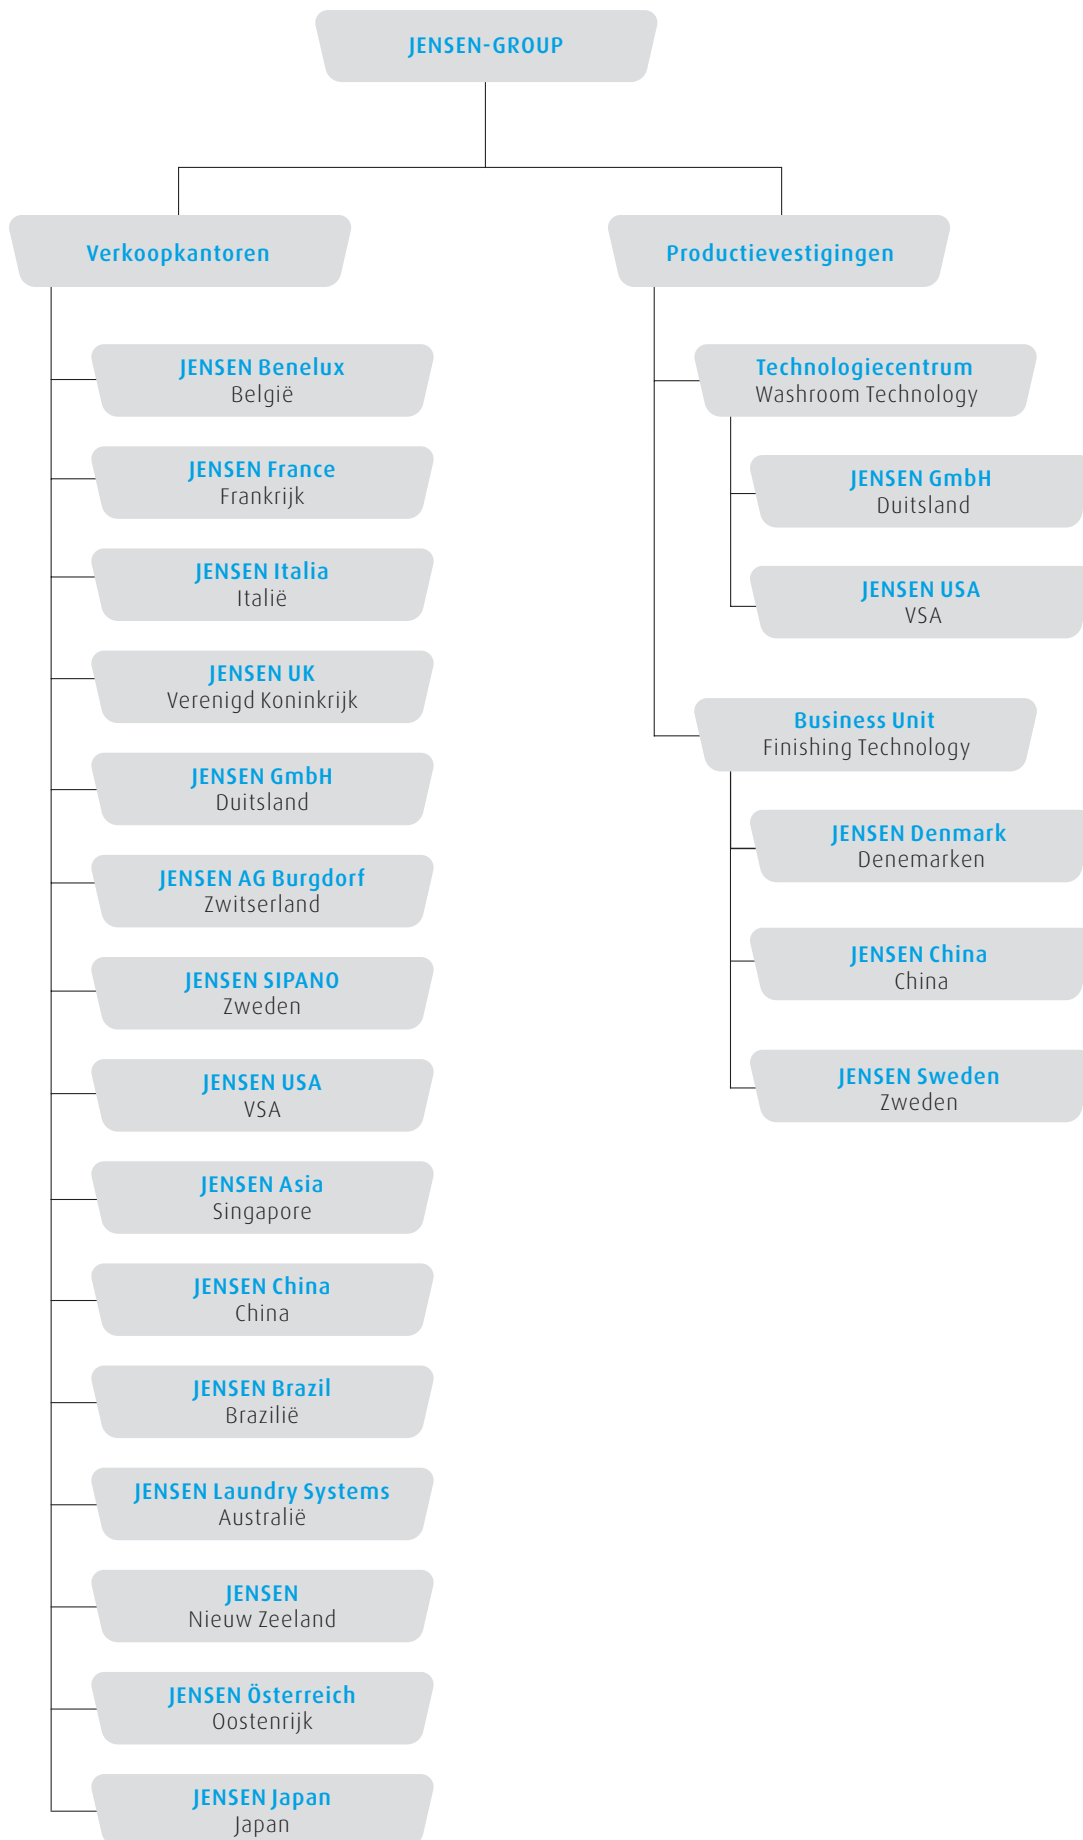 JENSEN-GROUP
Verkoopkantoren
JENSEN Benelux
België
JENSEN France
Frankrijk
JENSEN Italia
Italië
JENSEN UK
Verenigd Koninkrijk
JENSEN GmbH
Duitsland
JENSEN AG Burgdorf
Zwitserland
JENSEN SIPANO
Zweden
JENSEN USA
VSA
JENSEN Asia
Singapore
JENSEN China
China
JENSEN Brazil
Brazilië
JENSEN Laundry Systems
Australië
JENSEN
Nieuw Zeeland
JENSEN Österreich
Oostenrijk
JENSEN Japan
Japan
Productievestigingen
Technologiecentrum
Washroom Technology
JENSEN GmbH
Duitsland
JENSEN USA
VSA
Business Unit
Finishing Technology
JENSEN Denmark
Denemarken
JENSEN China
China
JENSEN Sweden
Zweden